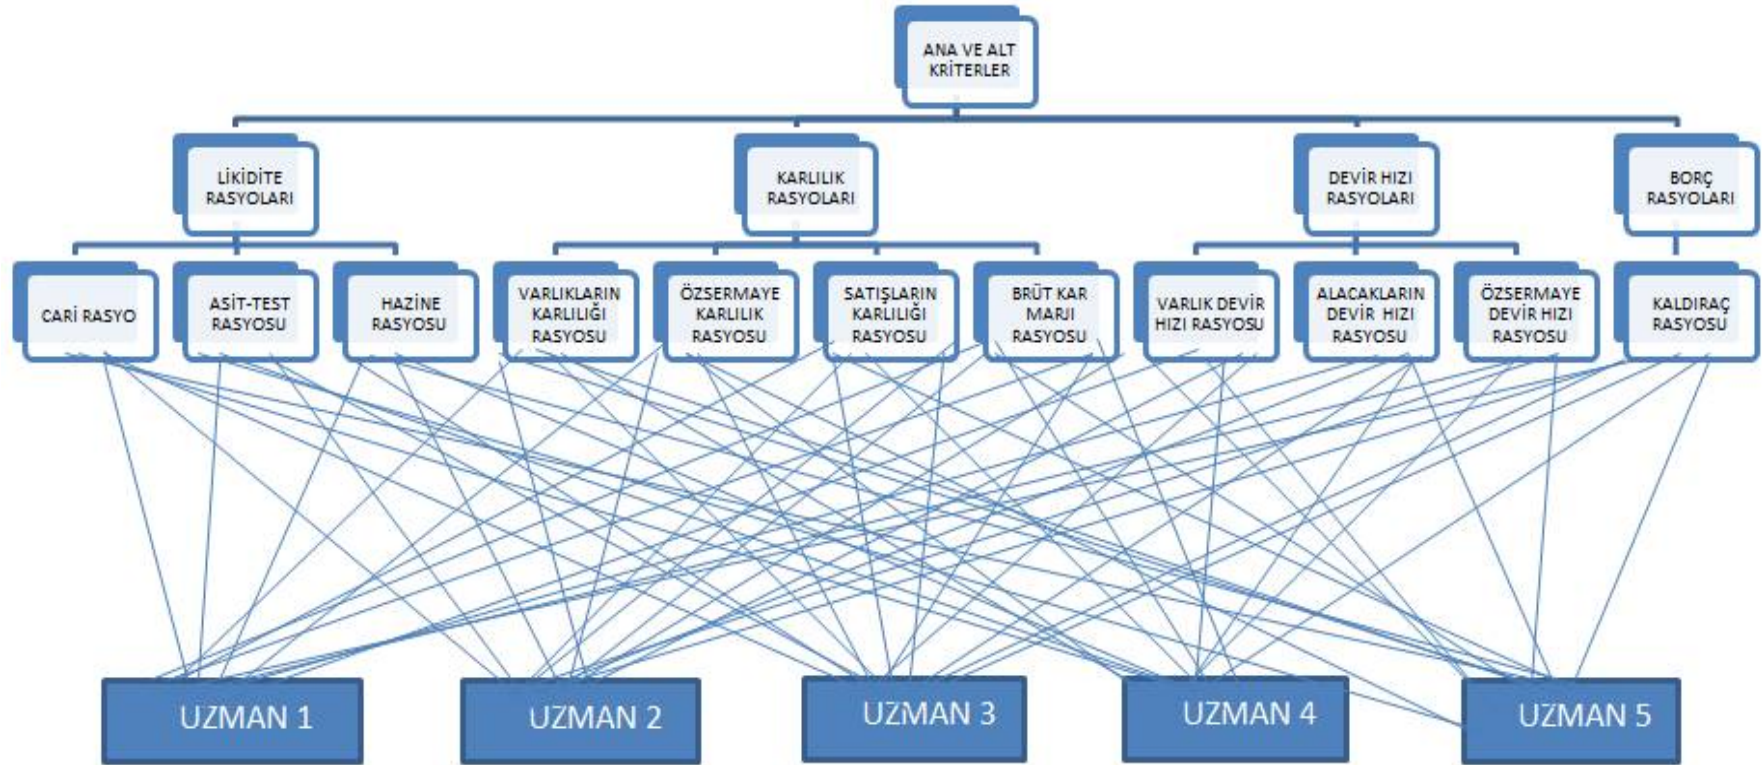 ANA VE ALT
KRİTERLER
LİKİDİTE
RASYOLARI
KARLILIK
RASYOLARI
DEVİR HIZI
RASYOLARI
BORÇ
RASYOLARI
CARİ RASYO
ASİT-TEST
RASYOSU
HAZİNE
RASYOSU
VARLIKLARIN
KARLILIĞI
RASYOSU
ÖZSERMAYE
KARLILIK
RASYOSU
SATIŞLARIN
KARLILIĞI
RASYOSU
BRÜT KAR
MARJI
RASYOSU
VARLIK DEVİR
HIZI RASYOSU
ALACAKLARIN
DEVİR HIZI
RASYOSU
ÖZSERMAYE
DEVİR HIZI
RASYOSU
KALDIRAÇ
RASYOSU
UZMAN 1
UZMAN 2
UZMAN 3
UZMAN 4
UZMAN 5